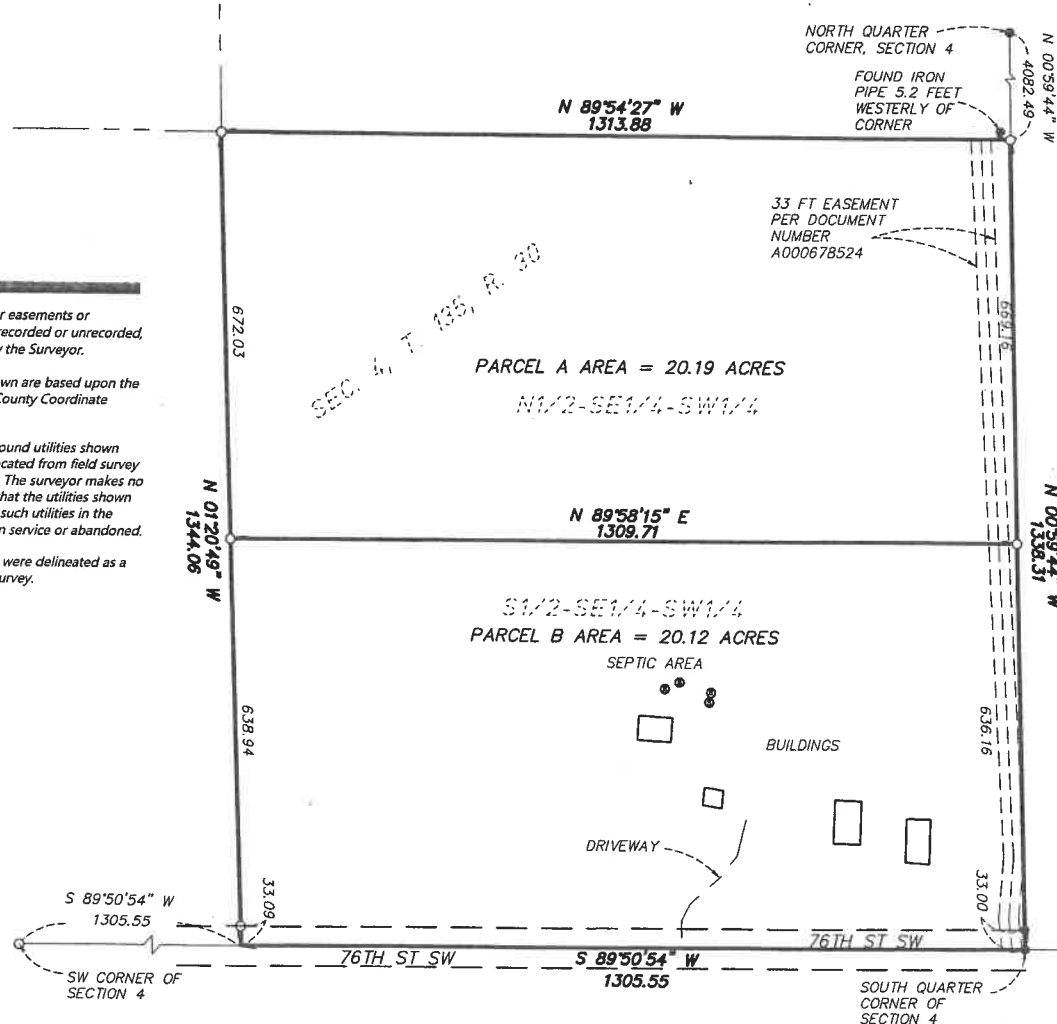 NORTH QUARTER
CORNER, SECTION 4
N 00°59'44" W
4082.49
FOUND IRON
PIPE 5.2 FEET
WESTERLY OF
CORNER
N 89°54'27" W
1313.88
33 FT EASEMENT
PER DOCUMENT
NUMBER
A000678524
SEC. 4, T. 135, R. 30
672.03
669.16
r easements or
ecorded or unrecorded,
y the Surveyor.
wn are based upon the
County Coordinate
ound utilities shown
cated from field survey
The surveyor makes no
hat the utilities shown
such utilities in the
n service or abandoned.
were delineated as a
urvey.
PARCEL A AREA = 20.19 ACRES
N1/2-SE1/4-SW1/4
N 01°20'49" W
1344.06
N 89°58'15" E
1309.71
N 00°59'44" W
1338.31
S1/2-SE1/4-SW1/4
PARCEL B AREA = 20.12 ACRES
SEPTIC AREA
638.94
636.16
BUILDINGS
DRIVEWAY
S 89°50'54" W
1305.55
33.09
33.00
76TH ST SW
76TH ST SW
S 89°50'54" W
1305.55
SW CORNER OF
SECTION 4
SOUTH QUARTER
CORNER OF
SECTION 4